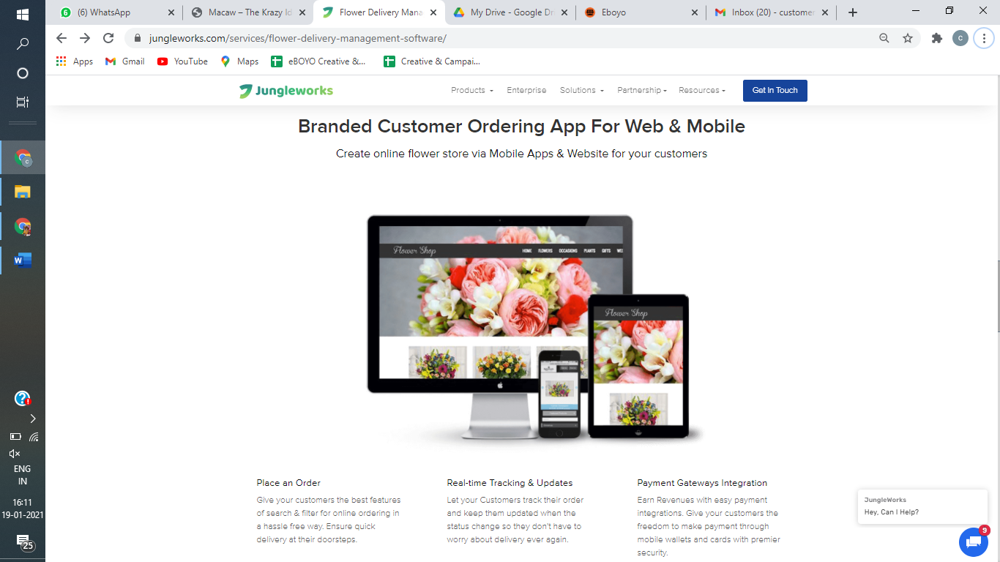 (6) WhatsApp
Macaw – The Krazy Id
Flower Delivery Mana
My Drive - Google Dr
Eboyo
Inbox (20) - customer
jungleworks.com/services/flower-delivery-management-software/
Apps
Gmail
YouTube
Maps
eBOYO Creative &...
Creative & Campai...
Jungleworks
Products
Enterprise
Solutions
Partnership
Resources
Get In Touch
Branded Customer Ordering App For Web & Mobile
Create online flower store via Mobile Apps & Website for your customers
Flower Shop
HOME FLOWERS OCCASIONS PLANTS GIFTS
Flower Shop
Place an Order
Give your customers the best features
of search & filter for online ordering in
a hassle free way. Ensure quick
delivery at their doorsteps.
Real-time Tracking & Updates
Let your Customers track their order
and keep them updated when the
status change so they don't have to
worry about delivery ever again.
Payment Gateways Integration
Earn Revenues with easy payment
integrations. Give your customers the
freedom to make payment through
mobile wallets and cards with premier
security.
JungleWorks
Hey, Can I Help?
9
ENG
IN
16:11
19-01-2021
25